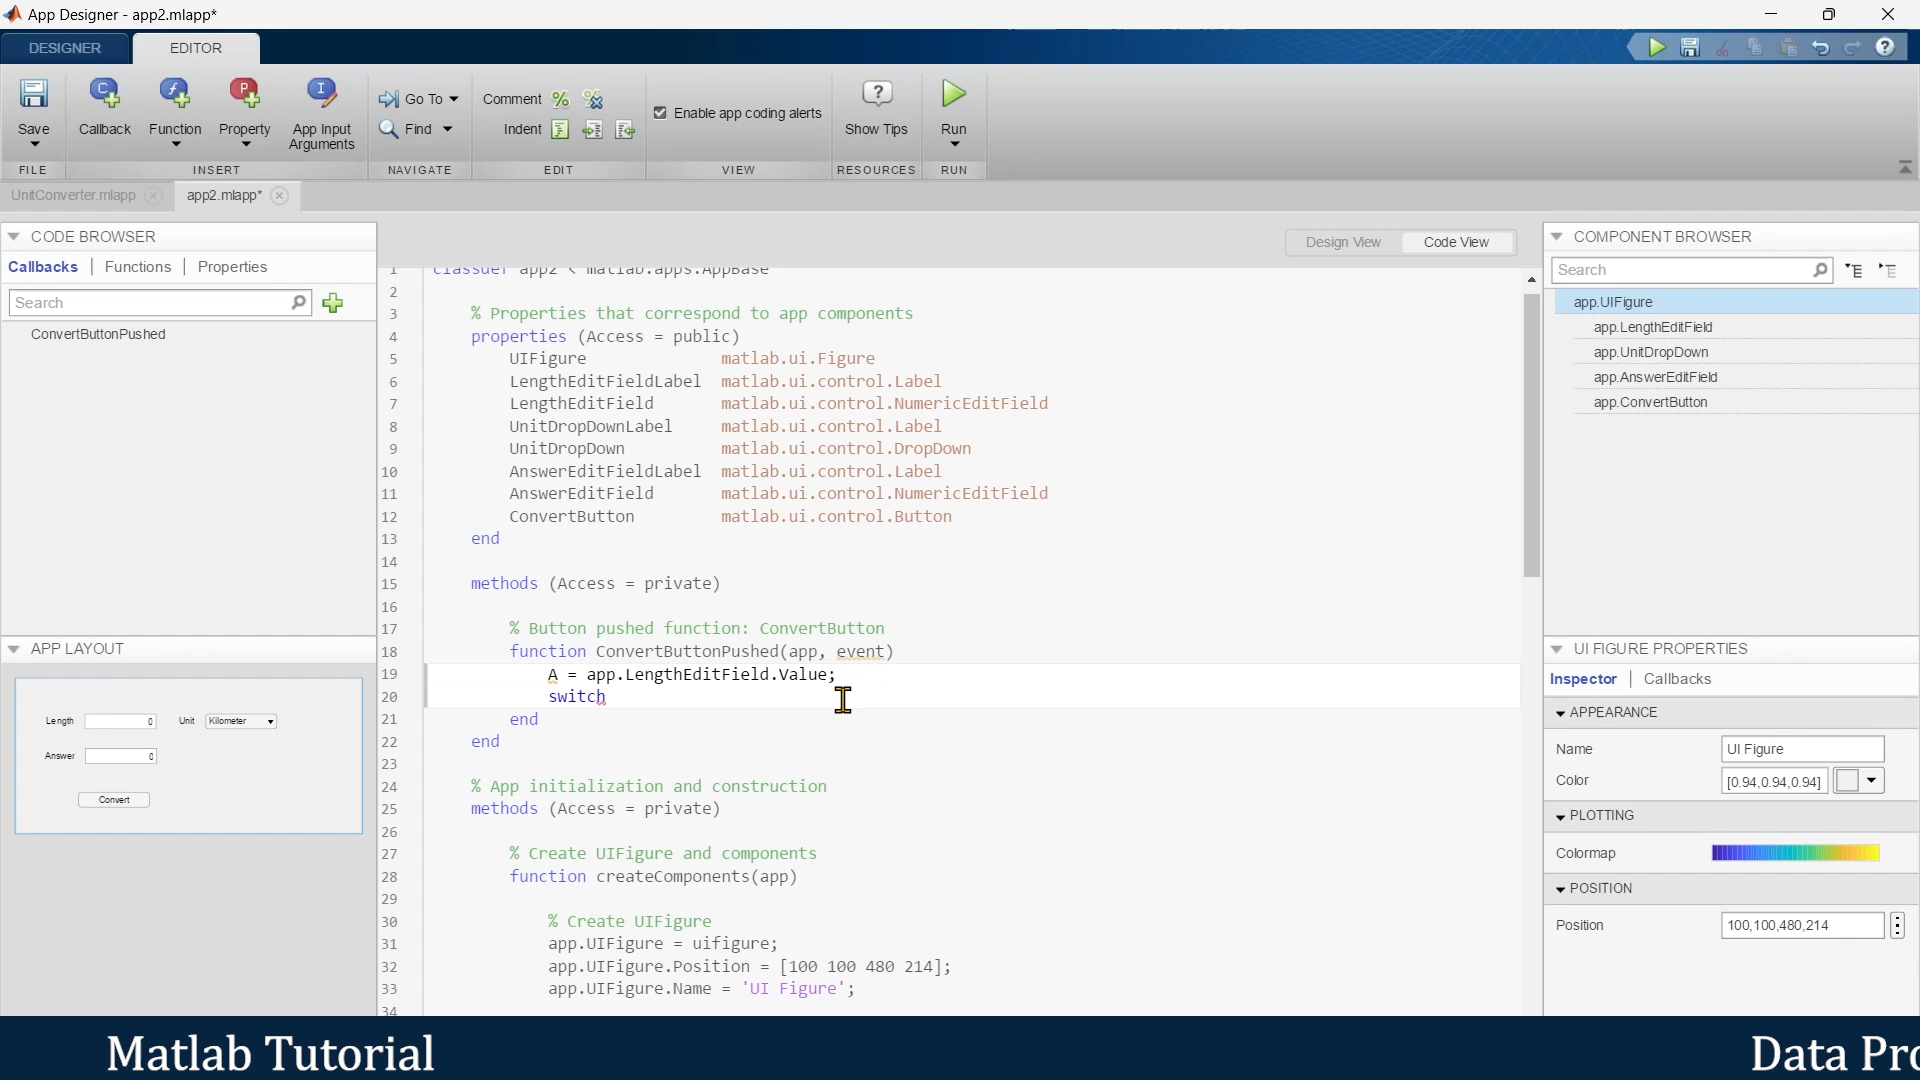 App Designer - app2.mlapp*
DESIGNER
EDITOR
Save
Callback
Function
Property
App Input
Arguments
Go To
Find
Comment
Indent
Enable app coding alerts
Show Tips
Run
FILE
INSERT
NAVIGATE
EDIT
VIEW
RESOURCES
RUN
UnitConverter.mlapp
app2.mlapp*
CODE BROWSER
Callbacks
Functions
Properties
Search
ConvertButtonPushed
APP LAYOUT
Length 0 Unit Kilometer
Answer 0
Convert
Design View
Code View
1 classdef app2 < matlab.apps.AppBase
2
3 % Properties that correspond to app components
4 properties (Access = public)
5 UIFigure matlab.ui.Figure
6 LengthEditFieldLabel matlab.ui.control.Label
7 LengthEditField matlab.ui.control.NumericEditField
8 UnitDropDownLabel matlab.ui.control.Label
9 UnitDropDown matlab.ui.control.DropDown
10 AnswerEditFieldLabel matlab.ui.control.Label
11 AnswerEditField matlab.ui.control.NumericEditField
12 ConvertButton matlab.ui.control.Button
13 end
14
15 methods (Access = private)
16
17 % Button pushed function: ConvertButton
18 function ConvertButtonPushed(app, event)
19 A = app.LengthEditField.Value;
20 switch
21 end
22 end
23
24 % App initialization and construction
25 methods (Access = private)
26
27 % Create UIFigure and components
28 function createComponents(app)
29
30 % Create UIFigure
31 app.UIFigure = uifigure;
32 app.UIFigure.Position = [100 100 480 214];
33 app.UIFigure.Name = 'UI Figure';
34
COMPONENT BROWSER
Search
app.UIFigure
app.LengthEditField
app.UnitDropDown
app.AnswerEditField
app.ConvertButton
UI FIGURE PROPERTIES
Inspector
Callbacks
APPEARANCE
Name UI Figure
Color [0.94,0.94,0.94]
PLOTTING
Colormap
POSITION
Position 100,100,480,214
Matlab Tutorial
Data Pro